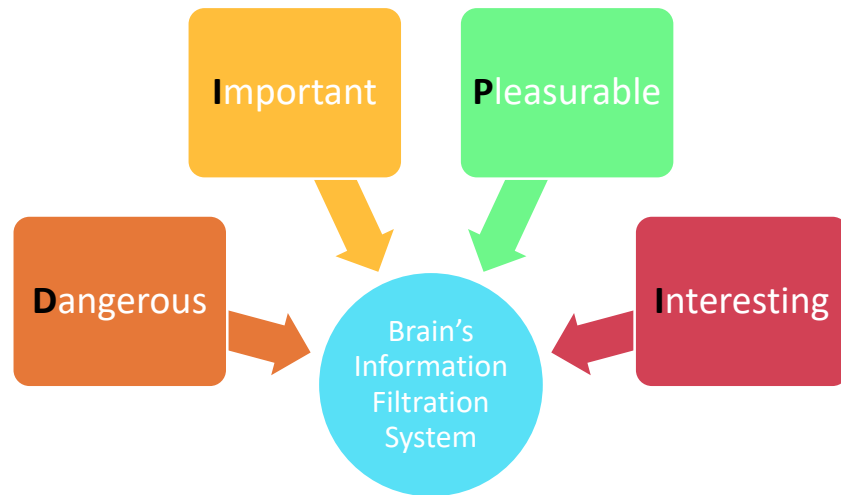 Important
Pleasurable
Dangerous
Interesting
Brain’s
Information
Filtration
System